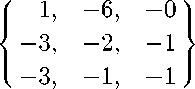 { 1, -6, -0
-3, -2, -1
-3, -1, -1 }